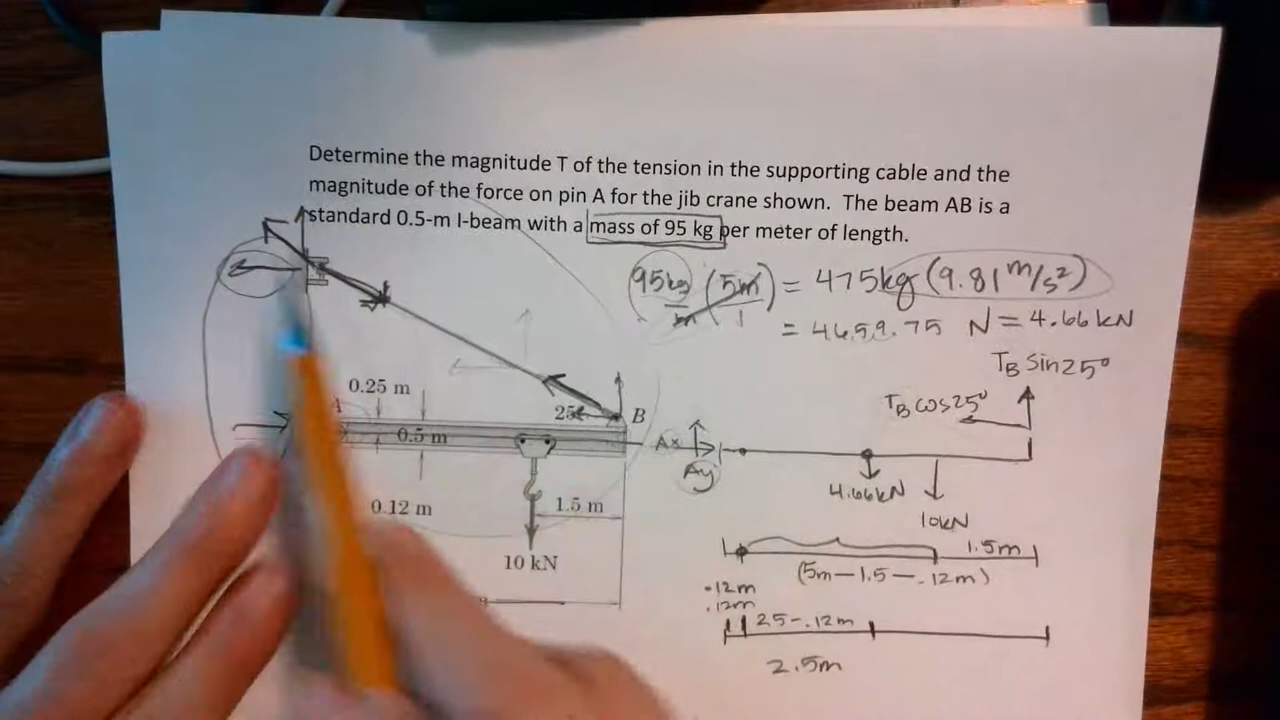 Determine the magnitude T of the tension in the supporting cable and the
magnitude of the force on pin A for the jib crane shown. The beam AB is a
standard 0.5-m I-beam with a mass of 95 kg per meter of length.
95kg/m (5m/1) = 475kg (9.81 m/s²)
= 4659.75 N = 4.66 kN
T_B sin25°
T_B cos25°
0.25 m
A
25
B
0.5 m
Ax
Ay
4.66kN
10kN
0.12 m
1.5 m
10 kN
1.5m
(5m-1.5-.12m)
.12m
.12m
2.5-.12m
2.5m